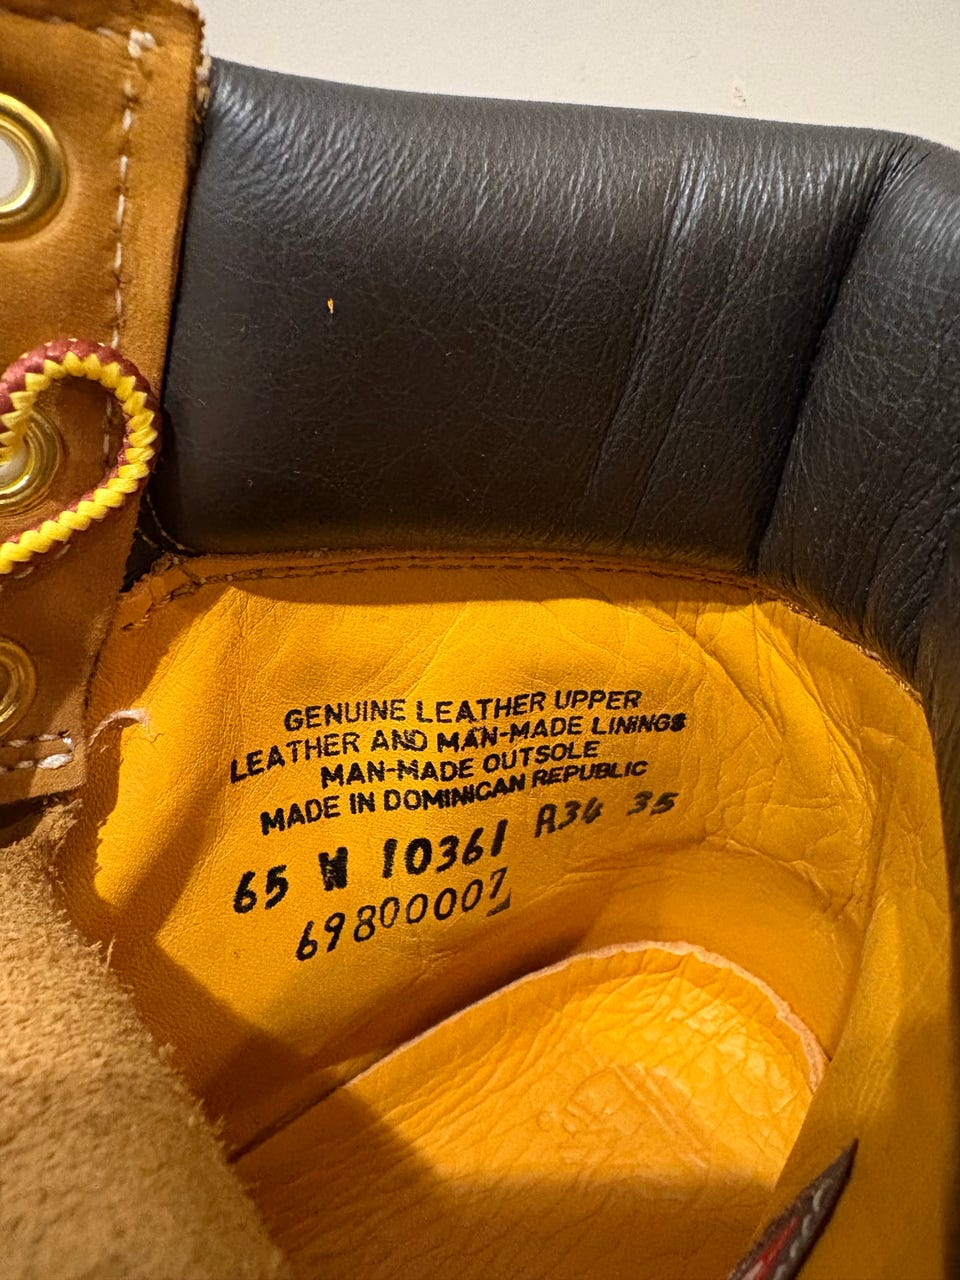 GENUINE LEATHER UPPER
LEATHER AND MAN-MADE LININGS
MAN-MADE OUTSOLE
MADE IN DOMINICAN REPUBLIC
65 W 10361 A34 35
69800007